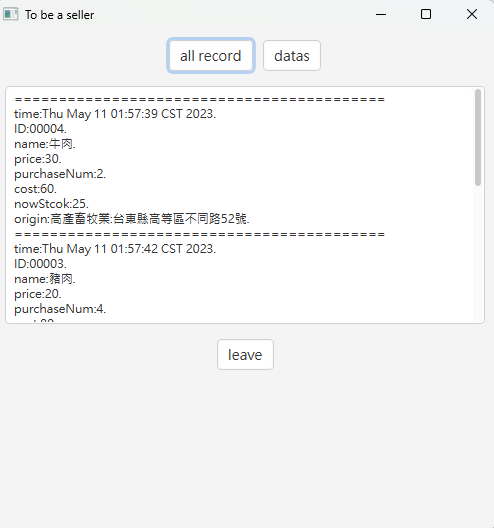 To be a seller
all record
datas
==========================================
time:Thu May 11 01:57:39 CST 2023.
ID:00004.
name:牛肉.
price:30.
purchaseNum:2.
cost:60.
nowStcok:25.
origin:高產畜牧業:台東縣高等區不同路52號.
==========================================
time:Thu May 11 01:57:42 CST 2023.
ID:00003.
name:豬肉.
price:20.
purchaseNum:4.
leave